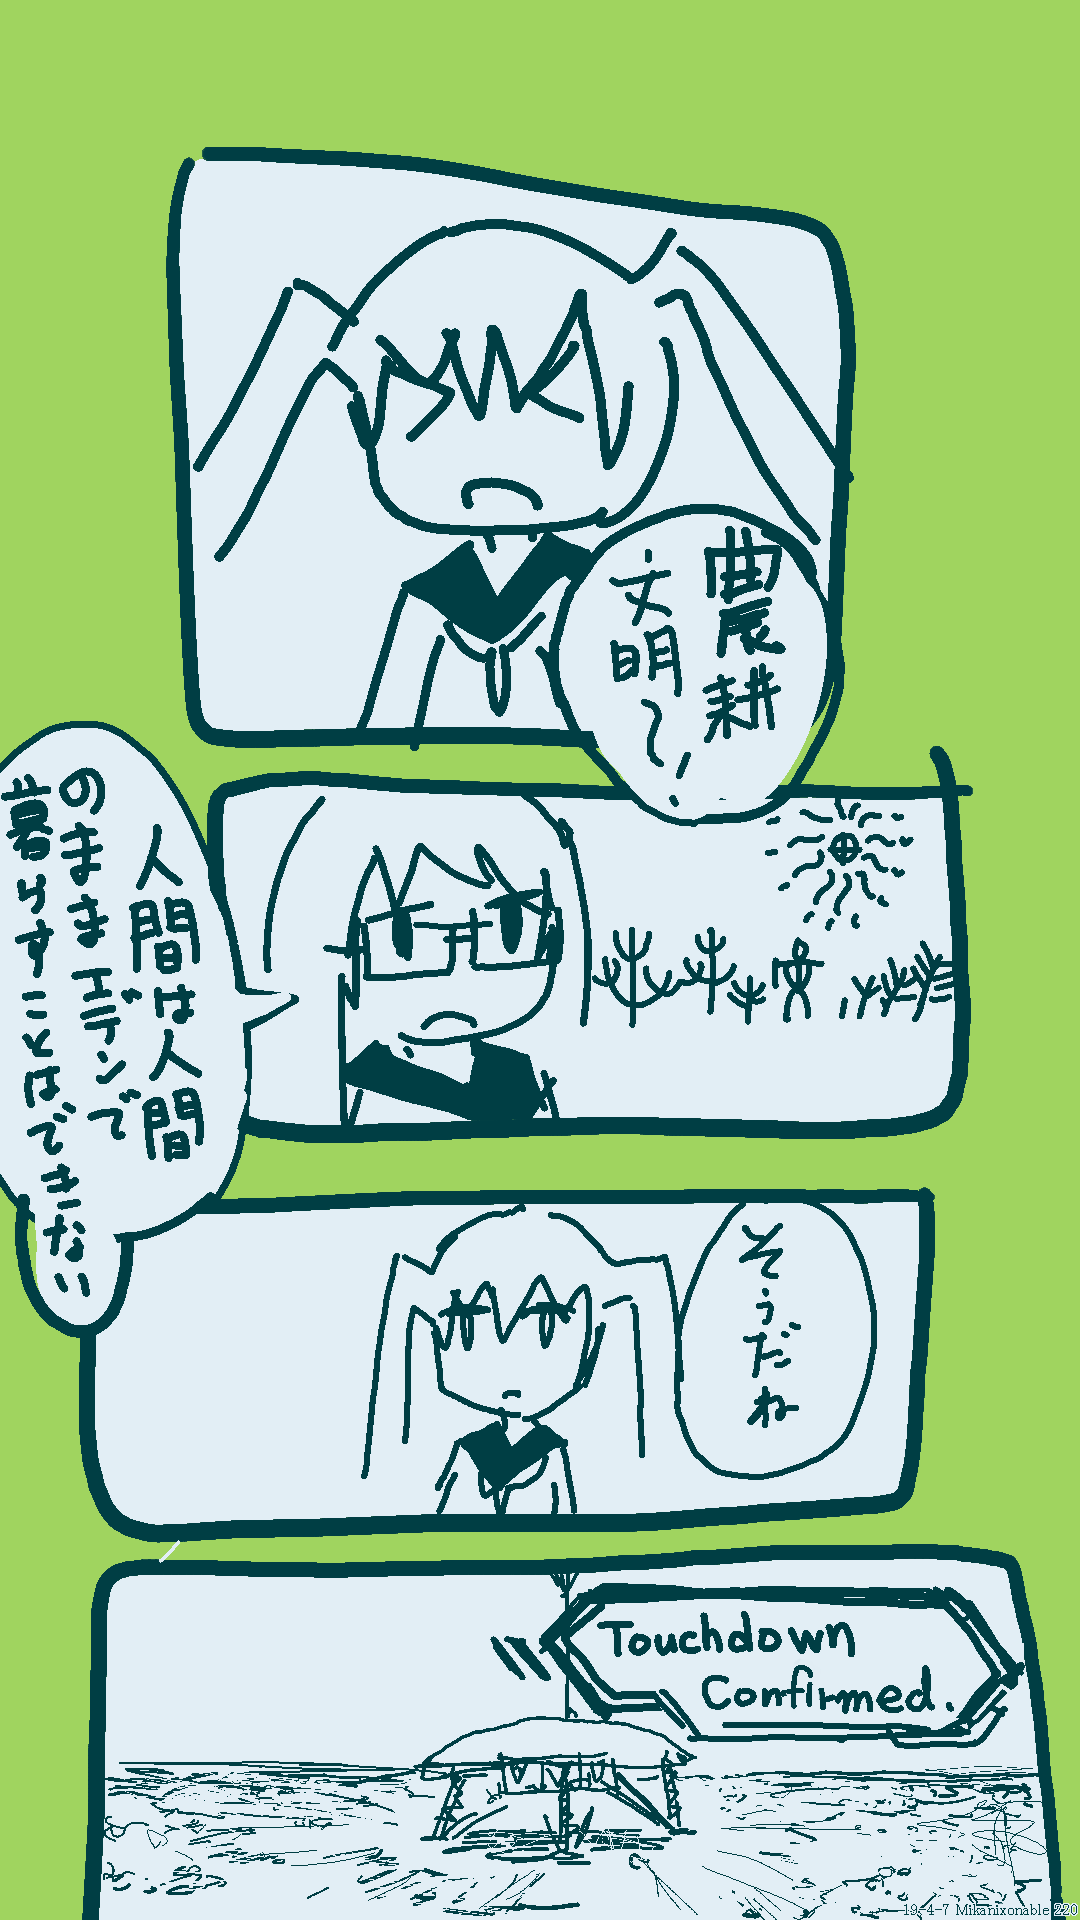 農耕
文明〜!
人間は人間
のままエデンで
暮らすことはできない
そうだね
Touchdown
Confirmed.
19-4-7 Mikanixonable 220